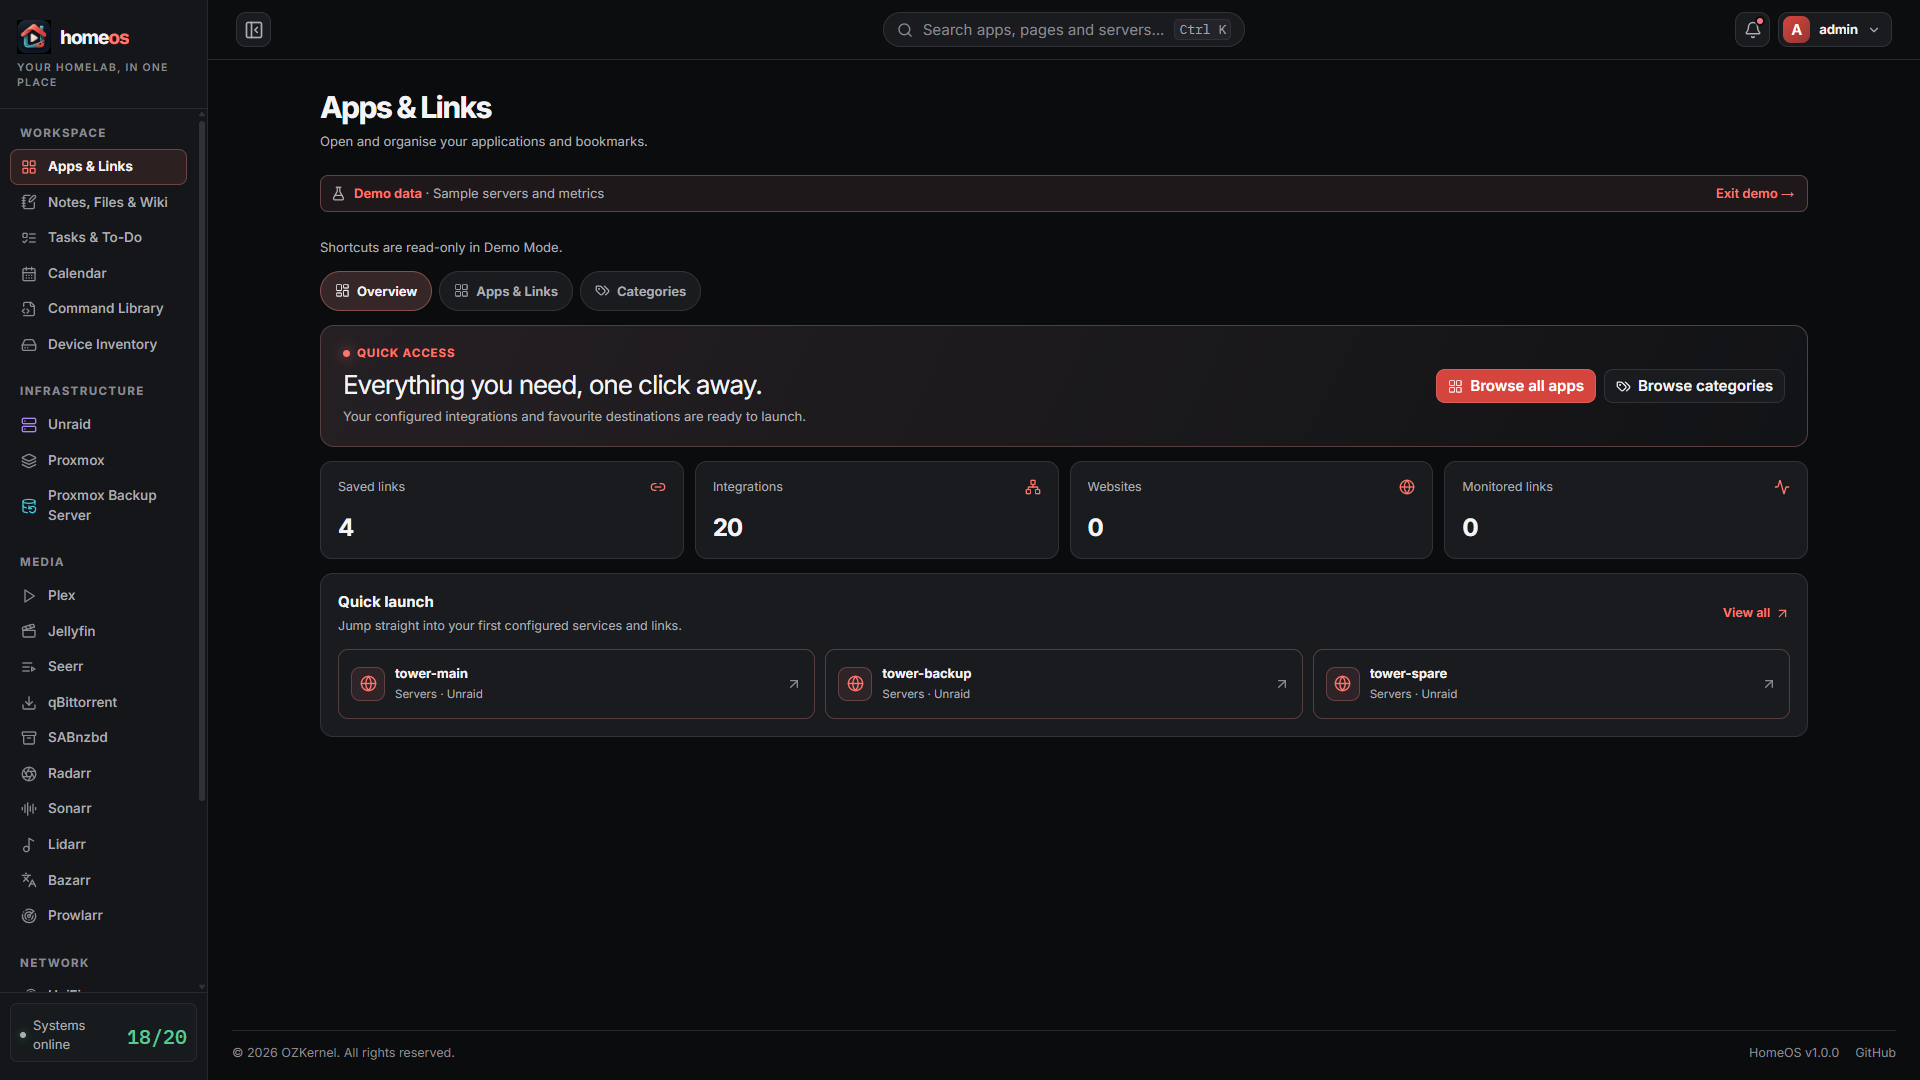 homeos
YOUR HOMELAB, IN ONE
PLACE
WORKSPACE
Apps & Links
Notes, Files & Wiki
Tasks & To-Do
Calendar
Command Library
Device Inventory
INFRASTRUCTURE
Unraid
Proxmox
Proxmox Backup
Server
MEDIA
Plex
Jellyfin
Seerr
qBittorrent
SABnzbd
Radarr
Sonarr
Lidarr
Bazarr
Prowlarr
NETWORK
Systems
online
18/20
Search apps, pages and servers... Ctrl K
A admin
Apps & Links
Open and organise your applications and bookmarks.
Demo data · Sample servers and metrics
Exit demo →
Shortcuts are read-only in Demo Mode.
Overview
Apps & Links
Categories
QUICK ACCESS
Everything you need, one click away.
Your configured integrations and favourite destinations are ready to launch.
Browse all apps
Browse categories
Saved links
4
Integrations
20
Websites
0
Monitored links
0
Quick launch
Jump straight into your first configured services and links.
View all
tower-main
Servers · Unraid
tower-backup
Servers · Unraid
tower-spare
Servers · Unraid
© 2026 OZKernel. All rights reserved.
HomeOS v1.0.0
GitHub